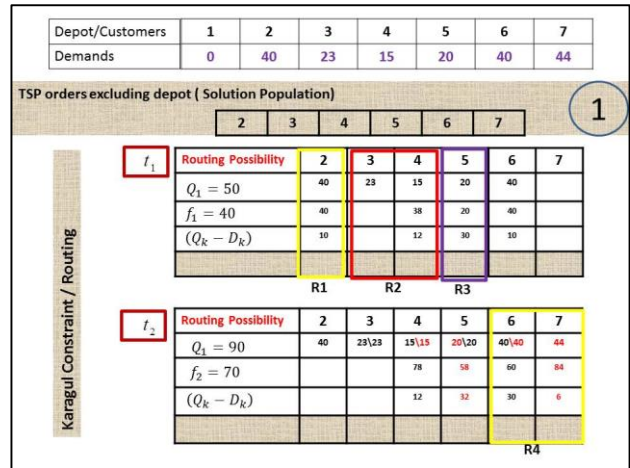 Depot/Customers 1 2 3 4 5 6 7
Demands 0 40 23 15 20 40 44
TSP orders excluding depot ( Solution Population)
1
2 3 4 5 6 7
Karagul Constraint / Routing
t₁ Routing Possibility 2 3 4 5 6 7
Q₁ = 50 40 23 15 20 40
f₁ = 40 40 38 20 40
(Qₖ − Dₖ) 10 12 30 10
R1 R2 R3
t₂ Routing Possibility 2 3 4 5 6 7
Q₁ = 90 40 23\23 15\15 20\20 40\40 44
f₂ = 70 78 58 60 84
(Qₖ − Dₖ) 12 32 30 6
R4